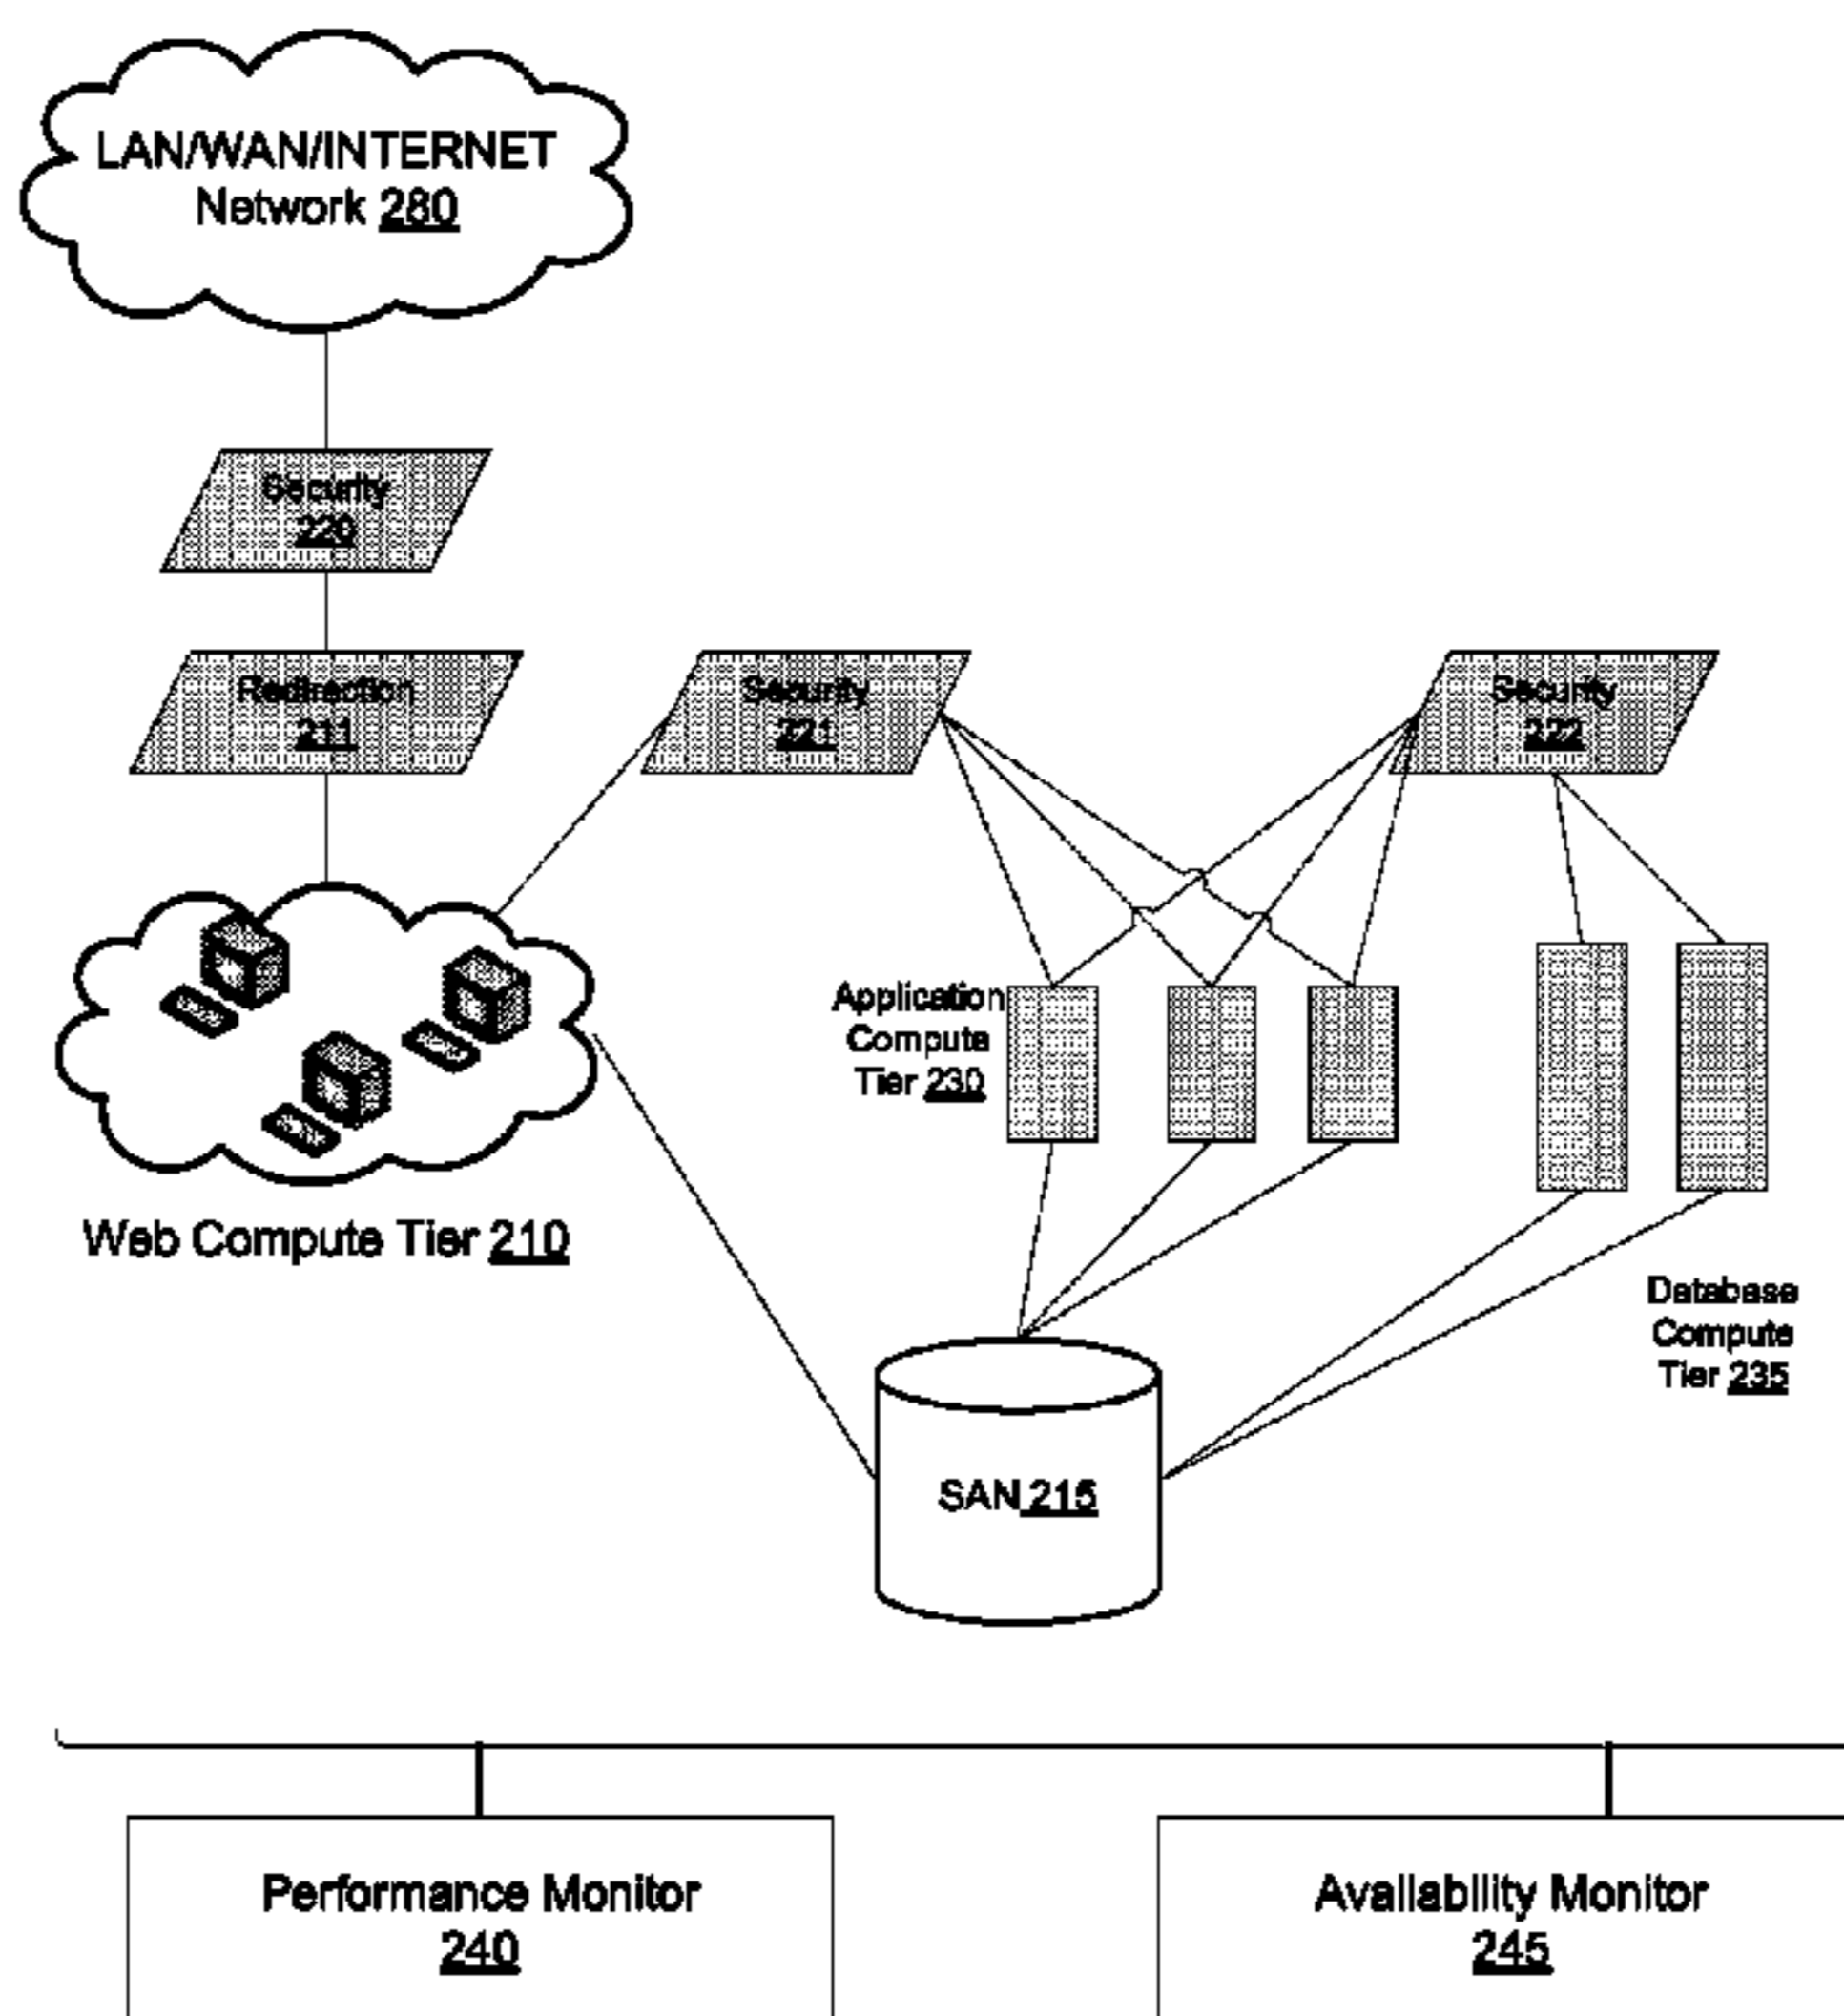 LAN/WAN/INTERNET
Network 280
Security
220
Redirection
211
Security
221
Security
222
Application
Compute
Tier 230
Web Compute Tier 210
Database
Compute
Tier 235
SAN 215
Performance Monitor
240
Availability Monitor
245